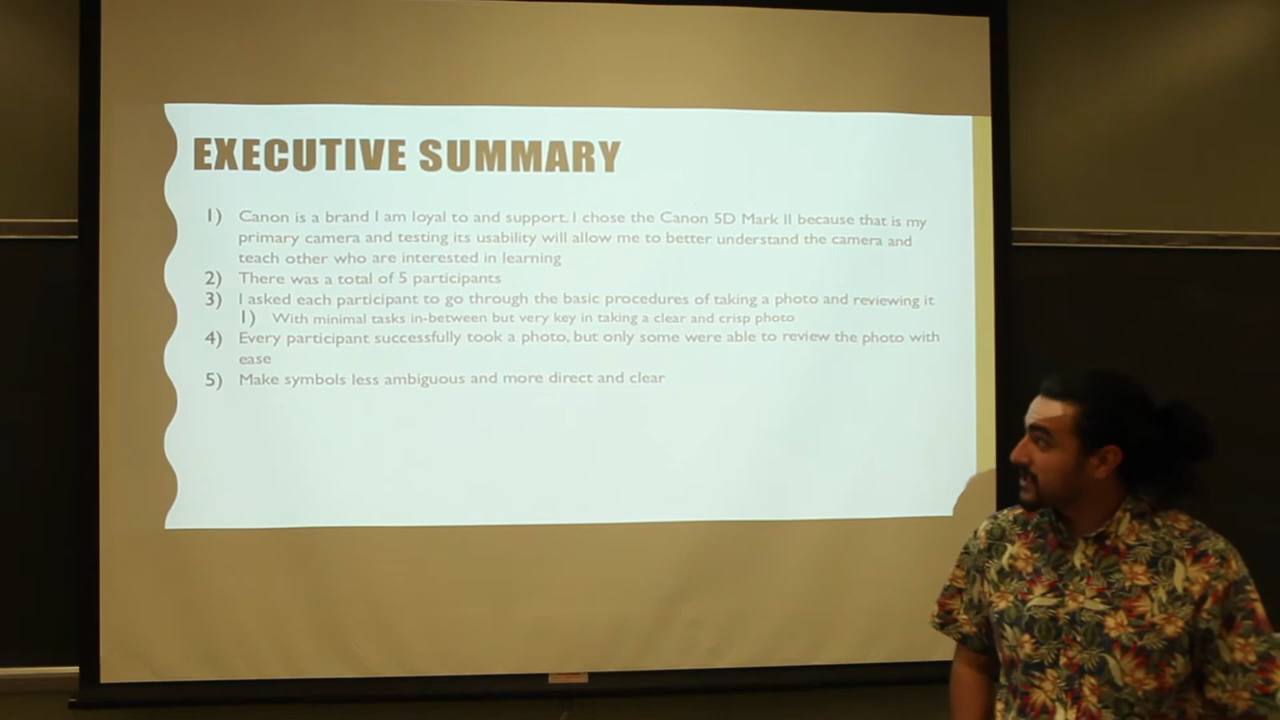 EXECUTIVE SUMMARY
1) Canon is a brand I am loyal to and support. I chose the Canon 5D Mark II because that is my
primary camera and testing its usability will allow me to better understand the camera and
teach other who are interested in learning
2) There was a total of 5 participants
3) I asked each participant to go through the basic procedures of taking a photo and reviewing it
1) With minimal tasks in-between but very key in taking a clear and crisp photo
4) Every participant successfully took a photo, but only some were able to review the photo with
ease
5) Make symbols less ambiguous and more direct and clear